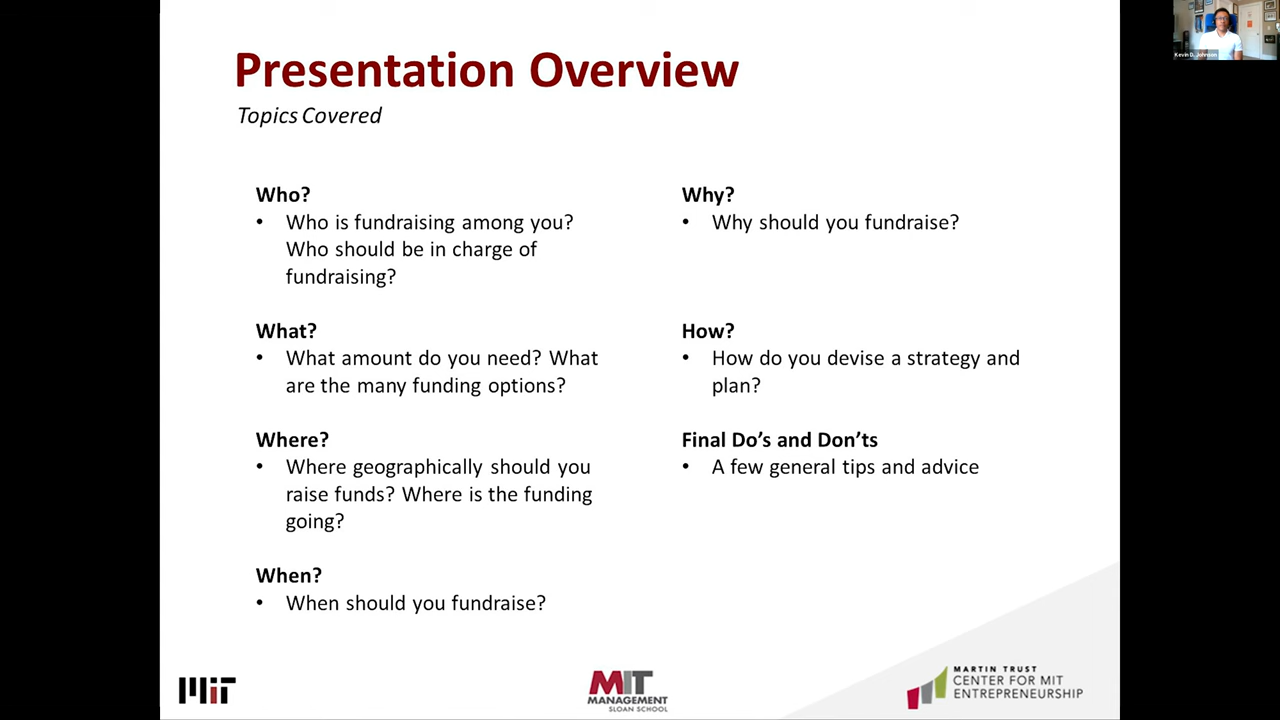 Presentation Overview
Topics Covered
Who?
• Who is fundraising among you?
Who should be in charge of
fundraising?
What?
• What amount do you need? What
are the many funding options?
Where?
• Where geographically should you
raise funds? Where is the funding
going?
When?
• When should you fundraise?
Why?
• Why should you fundraise?
How?
• How do you devise a strategy and
plan?
Final Do’s and Don’ts
• A few general tips and advice
MIT
MIT
MANAGEMENT
SLOAN SCHOOL
MARTIN TRUST
CENTER FOR MIT
ENTREPRENEURSHIP
Kevin D. Johnson